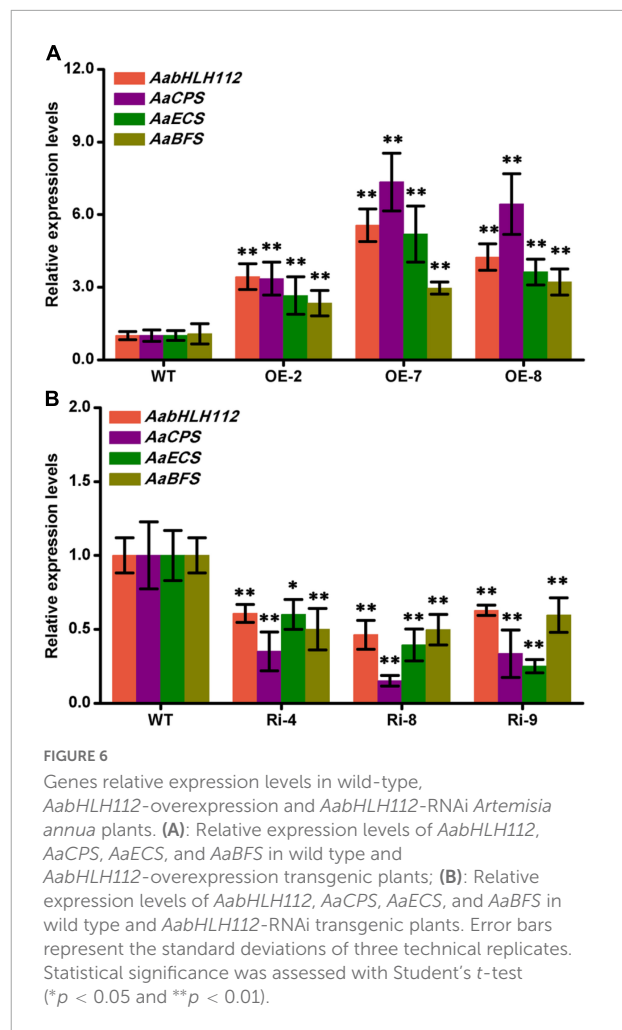 A
12.0
9.0
6.0
3.0
0.0
Relative expression levels
AabHLH112
AaCPS
AaECS
AaBFS
** ** ** **
** ** ** **
** ** ** **
WT OE-2 OE-7 OE-8
B
2.0
1.5
1.0
0.5
0.0
Relative expression levels
AabHLH112
AaCPS
AaECS
AaBFS
** ** * **
** ** ** **
** ** ** **
WT Ri-4 Ri-8 Ri-9
FIGURE 6
Genes relative expression levels in wild-type,
AabHLH112-overexpression and AabHLH112-RNAi Artemisia
annua plants. (A): Relative expression levels of AabHLH112,
AaCPS, AaECS, and AaBFS in wild type and
AabHLH112-overexpression transgenic plants; (B): Relative
expression levels of AabHLH112, AaCPS, AaECS, and AaBFS in
wild type and AabHLH112-RNAi transgenic plants. Error bars
represent the standard deviations of three technical replicates.
Statistical significance was assessed with Student's t-test
(*p < 0.05 and **p < 0.01).